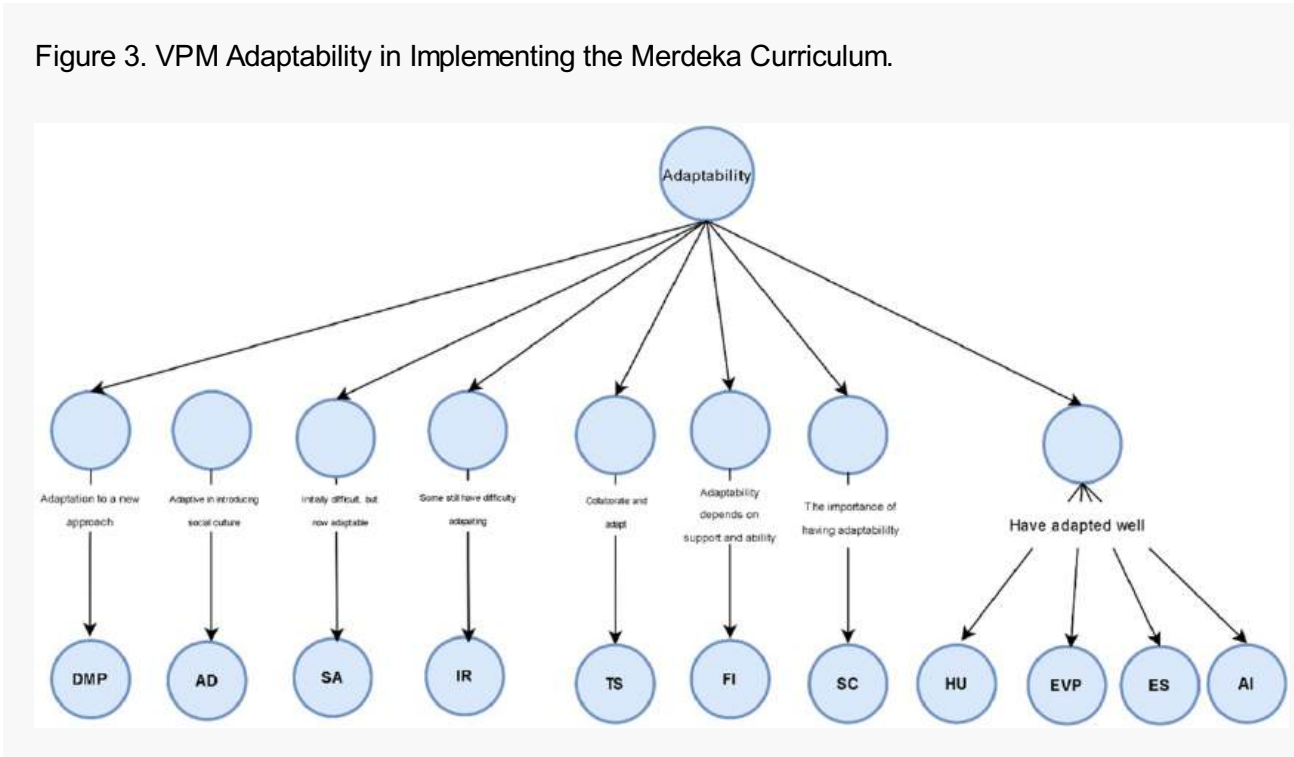 Figure 3. VPM Adaptability in Implementing the Merdeka Curriculum.
Adaptability
Adaptation to a new
approach
Adaptive in introducing
social culture
Initially difficult, but
now adaptable
Some still have difficulty
adapating
Collaborate and
adapt
Adaptability
depends on
support and ability
The importance of
having adaptability
Have adapted well
DMP
AD
SA
IR
TS
FI
SC
HU
EVP
ES
AI